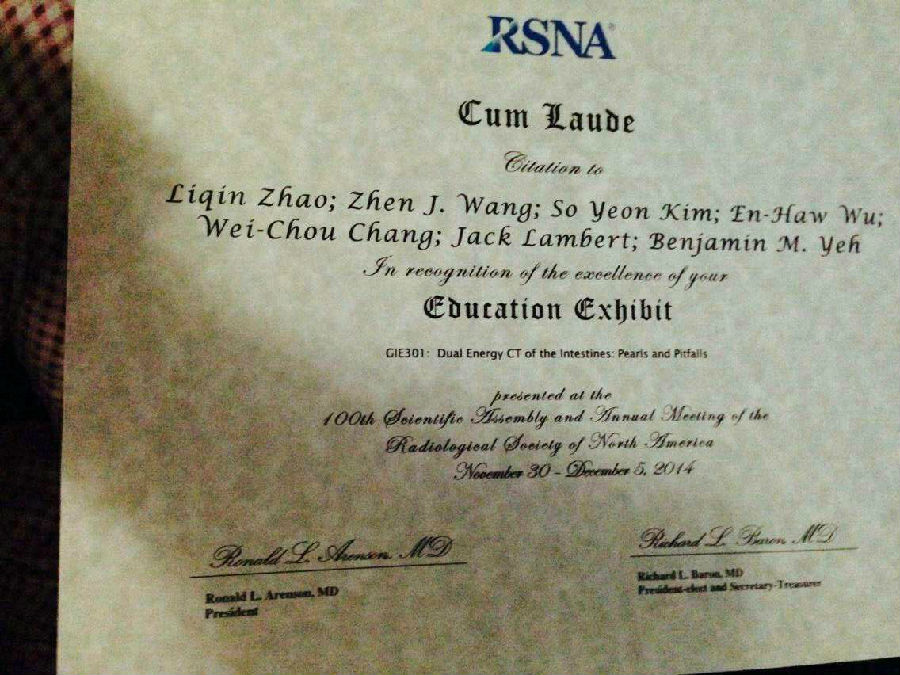 RSNA
Cum Laude
Citation to
Liqin Zhao; Zhen J. Wang; So Yeon Kim; En-Haw Wu;
Wei-Chou Chang; Jack Lambert; Benjamin M. Yeh
In recognition of the excellence of your
Education Exhibit
GIE301: Dual Energy CT of the Intestines: Pearls and Pitfalls
presented at the
100th Scientific Assembly and Annual Meeting of the
Radiological Society of North America
November 30 - December 5, 2014
Ronald L. Arenson, MD Richard L. Baron, MD
Ronald L. Arenson, MD Richard L. Baron, MD
President President-elect and Secretary-Treasurer